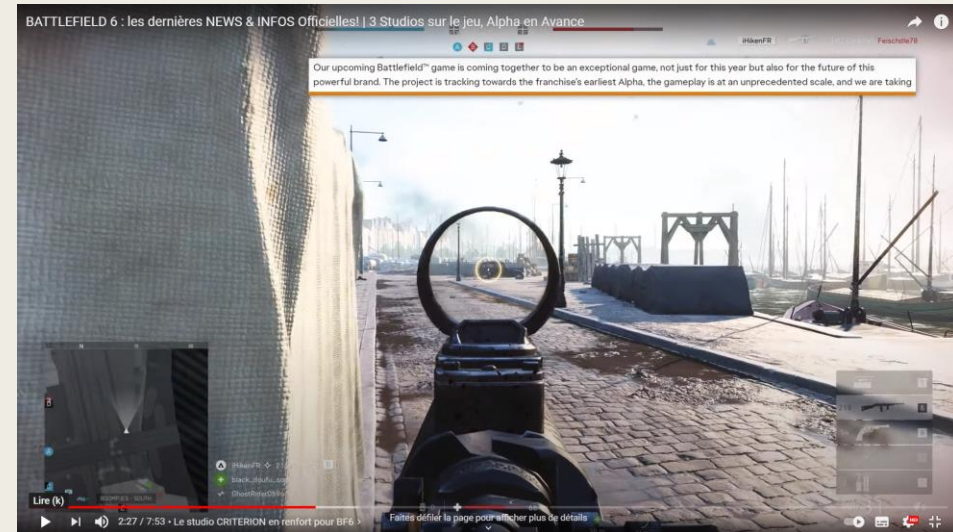 BATTLEFIELD 6 : les dernières NEWS & INFOS Officielles! | 3 Studios sur le jeu, Alpha en Avance
iHikenFR
Feischdle78
A B C D E
Our upcoming Battlefield™ game is coming together to be an exceptional game, not just for this year but also for the future of this
powerful brand. The project is tracking towards the franchise's earliest Alpha, the gameplay is at an unprecedented scale, and we are taking
iHikenFR
Lire (k)
2:27 / 7:53 • Le studio CRITERION en renfort pour BF6 >
Faites défiler la page pour afficher plus de détails
HD